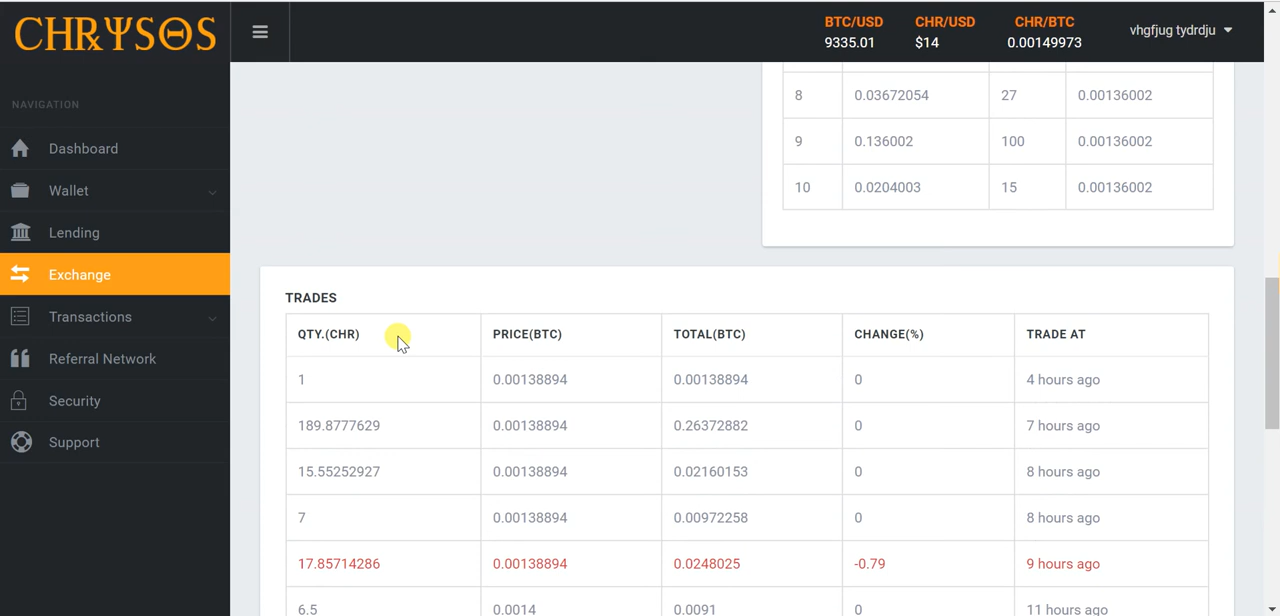 CHRYSOS
BTC/USD CHR/USD CHR/BTC
9335.01 $14 0.00149973
vhgfjug tydrdju
NAVIGATION
Dashboard
Wallet
Lending
Exchange
Transactions
Referral Network
Security
Support
8 0.03672054 27 0.00136002
9 0.136002 100 0.00136002
10 0.0204003 15 0.00136002
TRADES
QTY.(CHR) PRICE(BTC) TOTAL(BTC) CHANGE(%) TRADE AT
1 0.00138894 0.00138894 0 4 hours ago
189.8777629 0.00138894 0.26372882 0 7 hours ago
15.55252927 0.00138894 0.02160153 0 8 hours ago
7 0.00138894 0.00972258 0 8 hours ago
17.85714286 0.00138894 0.0248025 -0.79 9 hours ago
6.5 0.0014 0.0091 0 11 hours ago